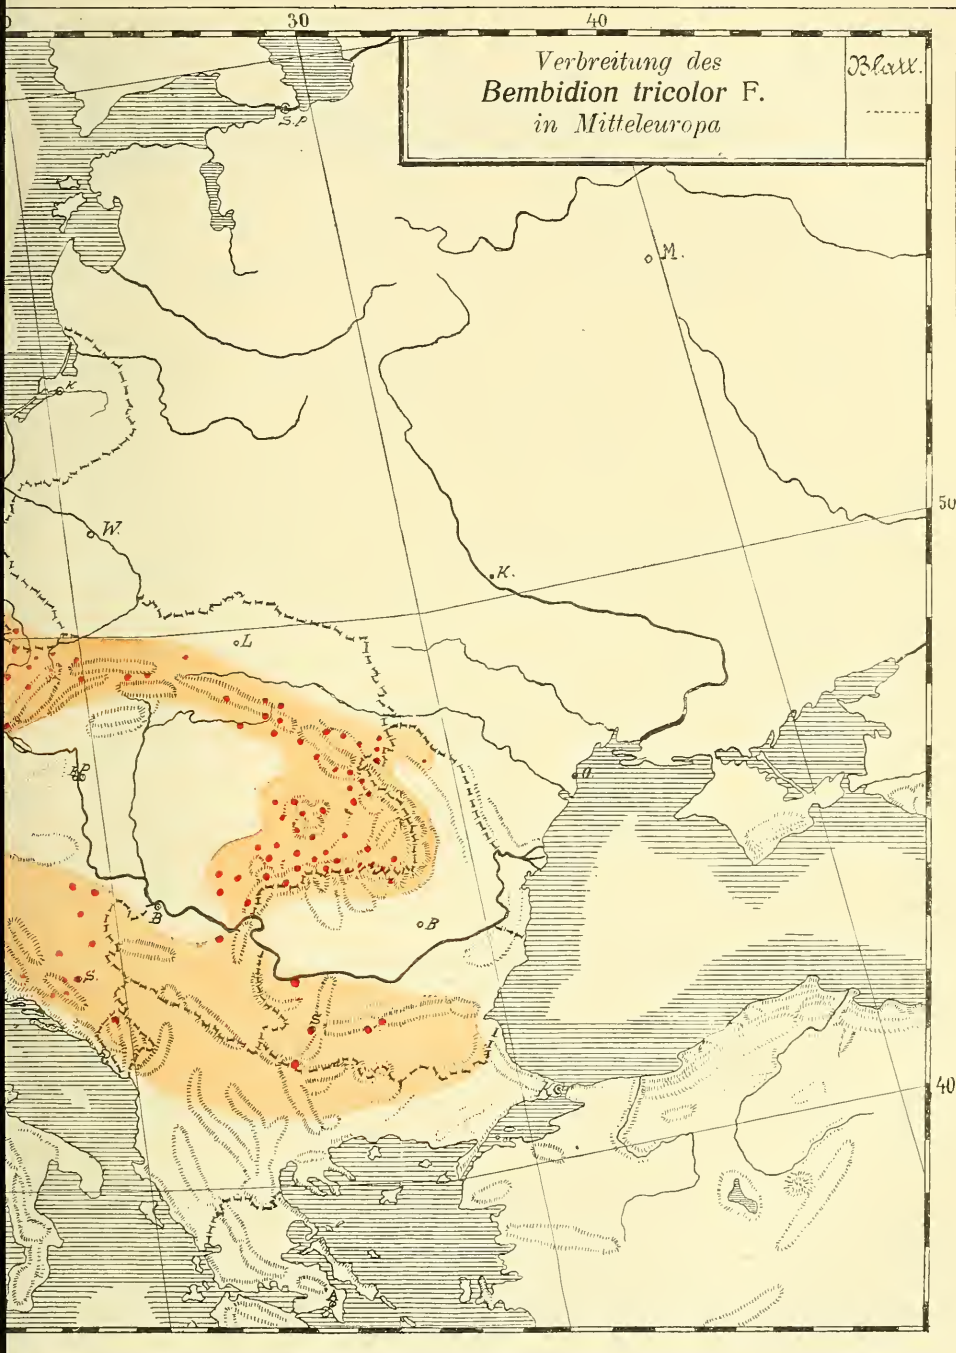 30
40
Verbreitung des
Bembidion tricolor F.
in Mitteleuropa
Blatt.
S.P
M.
K
50
W.
K.
L
O.
B
B
S.
40
K
A